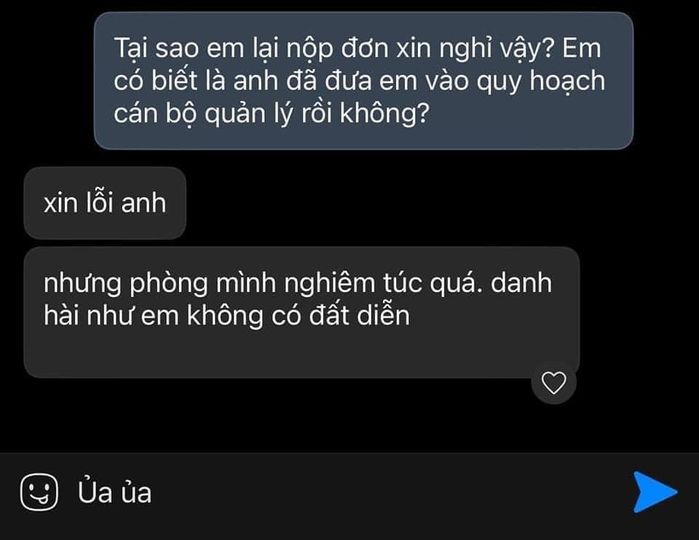 Tại sao em lại nộp đơn xin nghỉ vậy? Em
có biết là anh đã đưa em vào quy hoạch
cán bộ quản lý rồi không?
xin lỗi anh
nhưng phòng mình nghiêm túc quá. danh
hài như em không có đất diễn
Ủa ủa